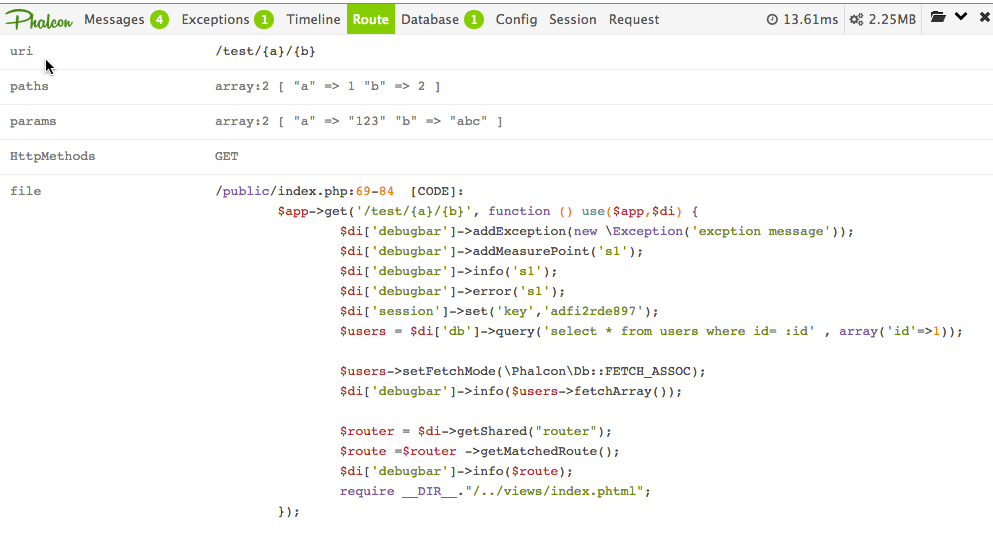 Phalcon Messages 4 Exceptions 1 Timeline Route Database 1 Config Session Request 13.61ms 2.25MB
uri /test/{a}/{b}
paths array:2 [ "a" => 1 "b" => 2 ]
params array:2 [ "a" => "123" "b" => "abc" ]
HttpMethods GET
file /public/index.php:69-84 [CODE]:
$app->get('/test/{a}/{b}', function () use($app,$di) {
$di['debugbar']->addException(new \Exception('excption message'));
$di['debugbar']->addMeasurePoint('s1');
$di['debugbar']->info('s1');
$di['debugbar']->error('s1');
$di['session']->set('key','adfi2rde897');
$users = $di['db']->query('select * from users where id= :id' , array('id'=>1));
$users->setFetchMode(\Phalcon\Db::FETCH_ASSOC);
$di['debugbar']->info($users->fetchArray());
$router = $di->getShared("router");
$route =$router ->getMatchedRoute();
$di['debugbar']->info($route);
require __DIR__."/../views/index.phtml";
});